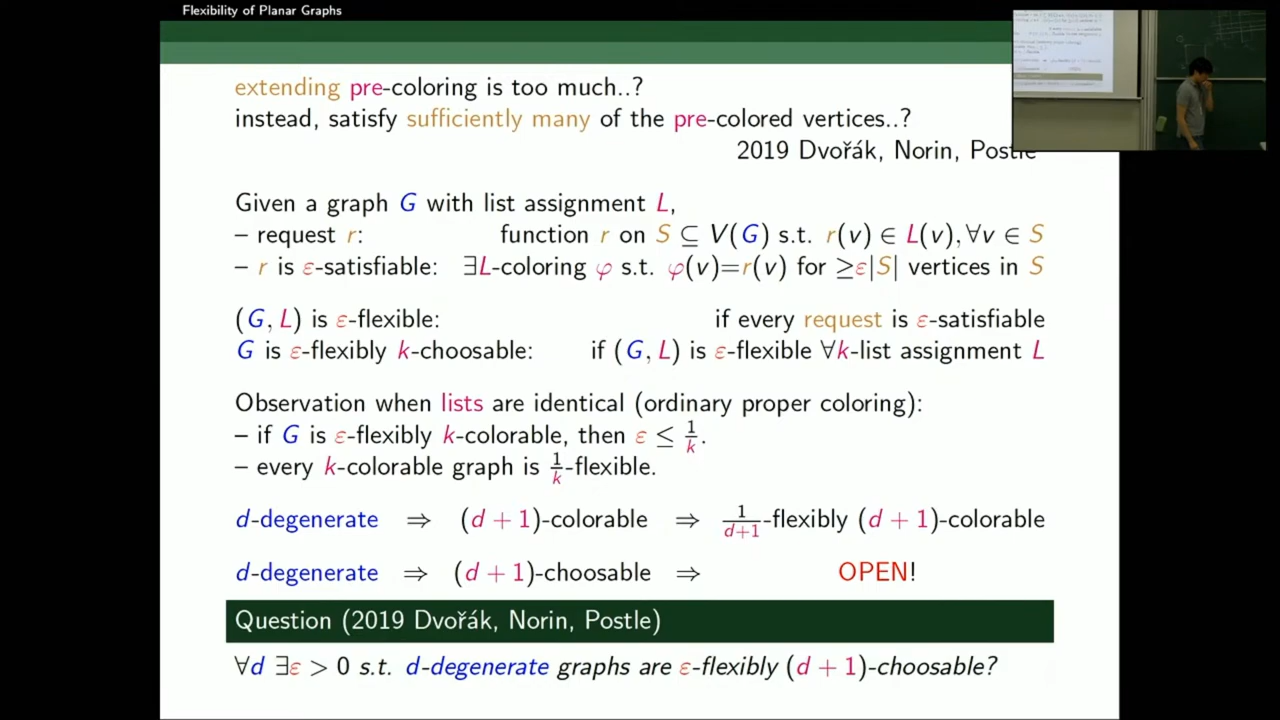 Flexibility of Planar Graphs
extending pre-coloring is too much..?
instead, satisfy sufficiently many of the pre-colored vertices..?
2019 Dvořák, Norin, Postle
Given a graph G with list assignment L,
– request r: function r on S ⊆ V(G) s.t. r(v) ∈ L(v), ∀v ∈ S
– r is ε-satisfiable: ∃L-coloring φ s.t. φ(v)=r(v) for ≥ε|S| vertices in S
(G, L) is ε-flexible: if every request is ε-satisfiable
G is ε-flexibly k-choosable: if (G, L) is ε-flexible ∀k-list assignment L
Observation when lists are identical (ordinary proper coloring):
– if G is ε-flexibly k-colorable, then ε ≤ 1/k.
– every k-colorable graph is 1/k-flexible.
d-degenerate ⇒ (d + 1)-colorable ⇒ 1/(d+1)-flexibly (d + 1)-colorable
d-degenerate ⇒ (d + 1)-choosable ⇒ OPEN!
Question (2019 Dvořák, Norin, Postle)
∀d ∃ε > 0 s.t. d-degenerate graphs are ε-flexibly (d + 1)-choosable?